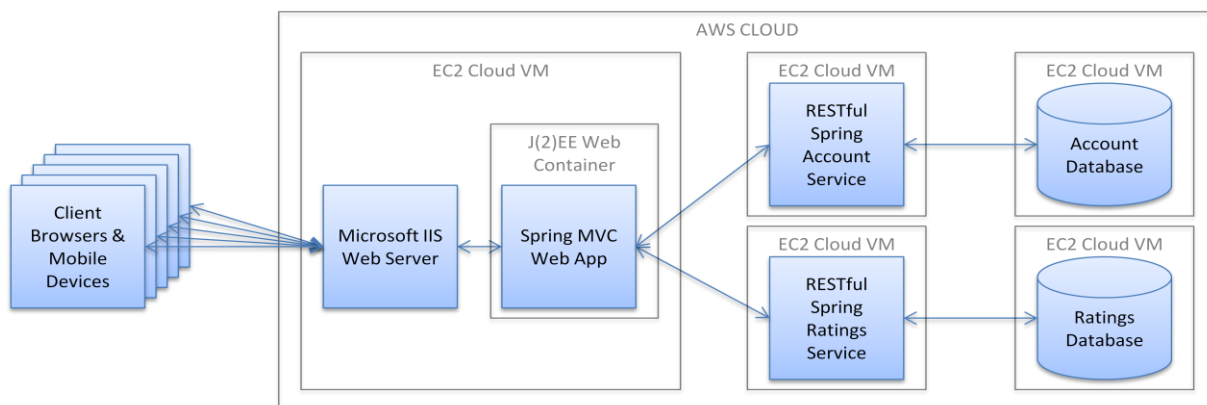 AWS CLOUD
EC2 Cloud VM
J(2)EE Web
Container
Client
Browsers &
Mobile
Devices
Microsoft IIS
Web Server
Spring MVC
Web App
EC2 Cloud VM
RESTful
Spring
Account
Service
EC2 Cloud VM
Account
Database
EC2 Cloud VM
RESTful
Spring
Ratings
Service
EC2 Cloud VM
Ratings
Database